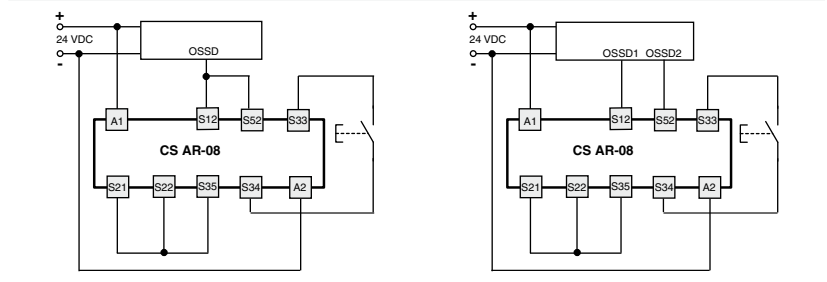 +
24 VDC
-
OSSD
A1 S12 S52 S33
CS AR-08
S21 S22 S35 S34 A2
+
24 VDC
-
OSSD1 OSSD2
A1 S12 S52 S33
CS AR-08
S21 S22 S35 S34 A2